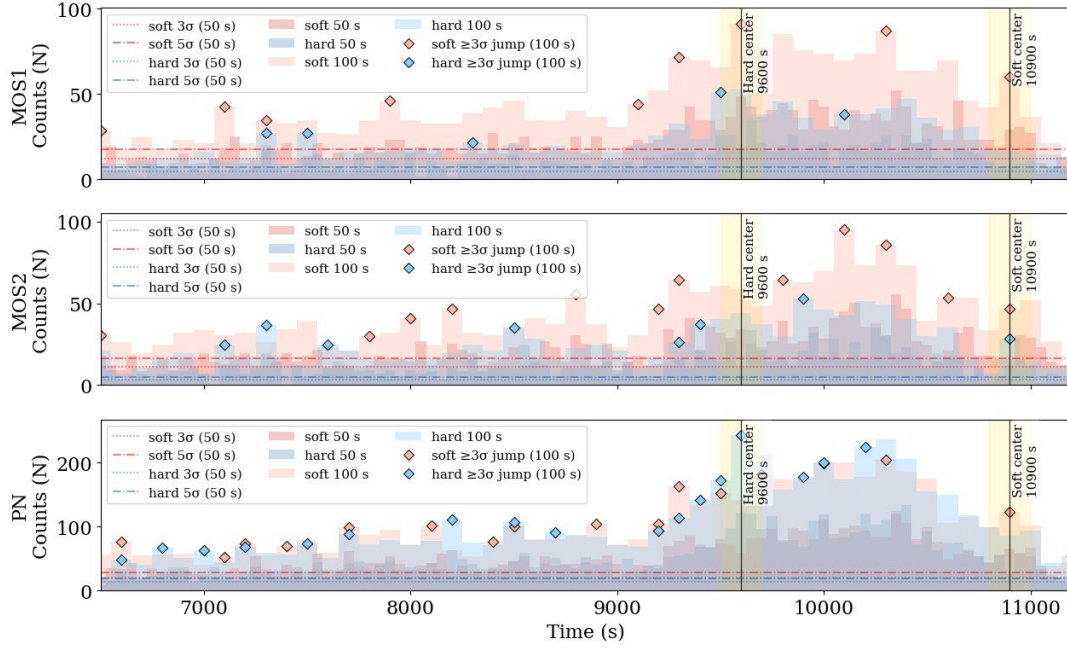 100
50
0
MOS1
Counts (N)
soft 3σ (50 s)
soft 5σ (50 s)
hard 3σ (50 s)
hard 5σ (50 s)
soft 50 s
hard 50 s
soft 100 s
hard 100 s
soft ≥3σ jump (100 s)
hard ≥3σ jump (100 s)
Hard center
9600 s
Soft center
10900 s
100
50
0
MOS2
Counts (N)
soft 3σ (50 s)
soft 5σ (50 s)
hard 3σ (50 s)
hard 5σ (50 s)
soft 50 s
hard 50 s
soft 100 s
hard 100 s
soft ≥3σ jump (100 s)
hard ≥3σ jump (100 s)
Hard center
9600 s
Soft center
10900 s
200
100
0
PN
Counts (N)
soft 3σ (50 s)
soft 5σ (50 s)
hard 3σ (50 s)
hard 5σ (50 s)
soft 50 s
hard 50 s
soft 100 s
hard 100 s
soft ≥3σ jump (100 s)
hard ≥3σ jump (100 s)
Hard center
9600 s
Soft center
10900 s
7000
8000
9000
10000
11000
Time (s)